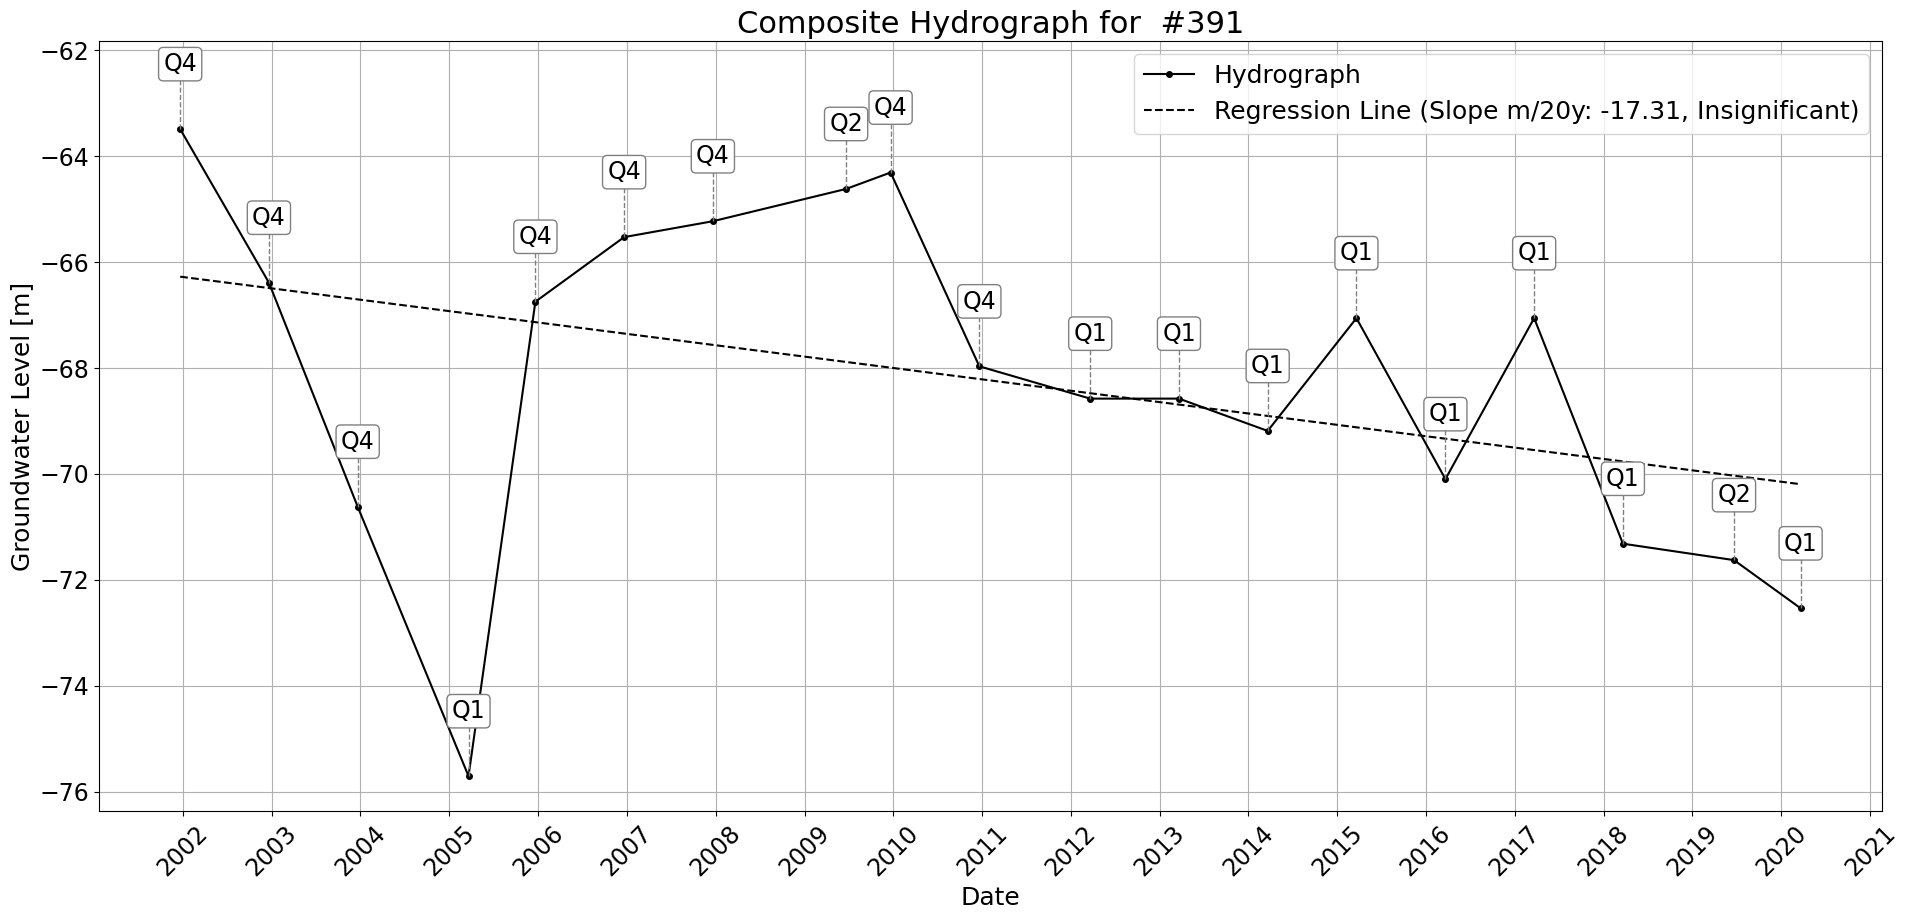 Composite Hydrograph for  #391
Hydrograph
Regression Line (Slope m/20y: -17.31, Insignificant)
Groundwater Level [m]
−62
−64
−66
−68
−70
−72
−74
−76
Q4
Q4
Q4
Q1
Q4
Q4
Q4
Q2
Q4
Q4
Q1
Q1
Q1
Q1
Q1
Q1
Q1
Q2
Q1
2002
2003
2004
2005
2006
2007
2008
2009
2010
2011
2012
2013
2014
2015
2016
2017
2018
2019
2020
2021
Date